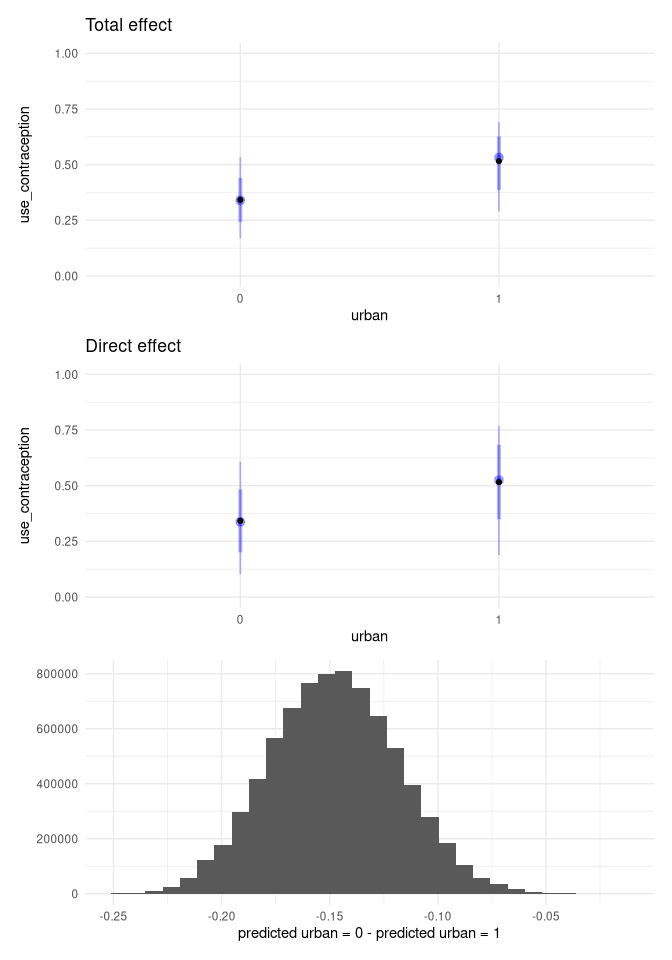 Total effect
1.00
0.75
0.50
0.25
0.00
use_contraception
0 1
urban
Direct effect
1.00
0.75
0.50
0.25
0.00
use_contraception
0 1
urban
800000
600000
400000
200000
0
-0.25 -0.20 -0.15 -0.10 -0.05
predicted urban = 0 - predicted urban = 1